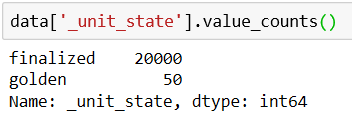 data['_unit_state'].value_counts()
finalized    20000
golden          50
Name: _unit_state, dtype: int64